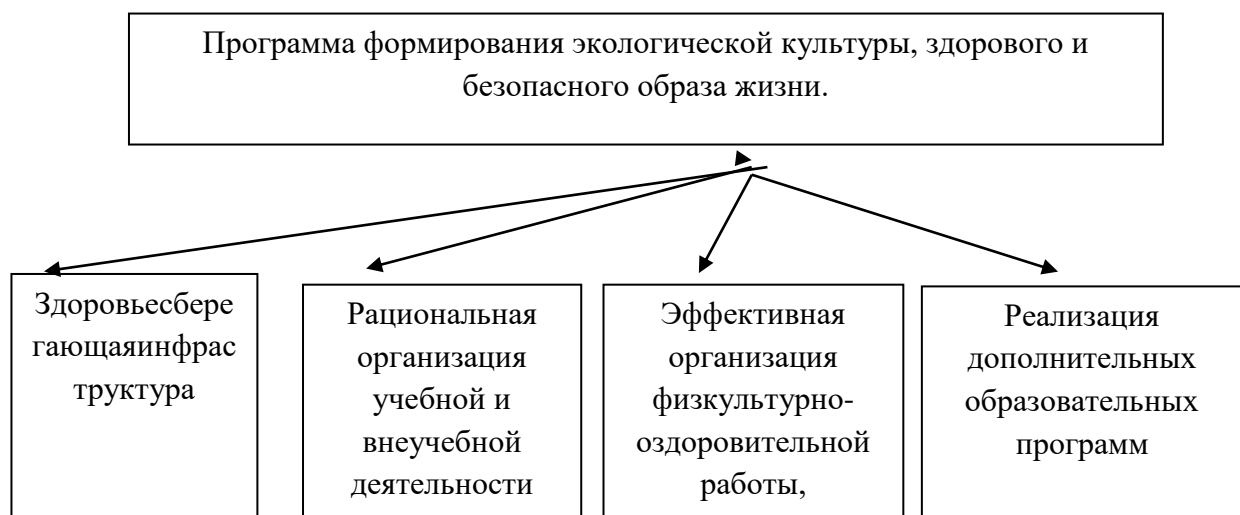 Программа формирования экологической культуры, здорового и
безопасного образа жизни.
Здоровьесбере
гающаяинфрас
труктура
Рациональная
организация
учебной и
внеучебной
деятельности
Эффективная
организация
физкультурно-
оздоровительной
работы,
Реализация
дополнительных
образовательных
программ